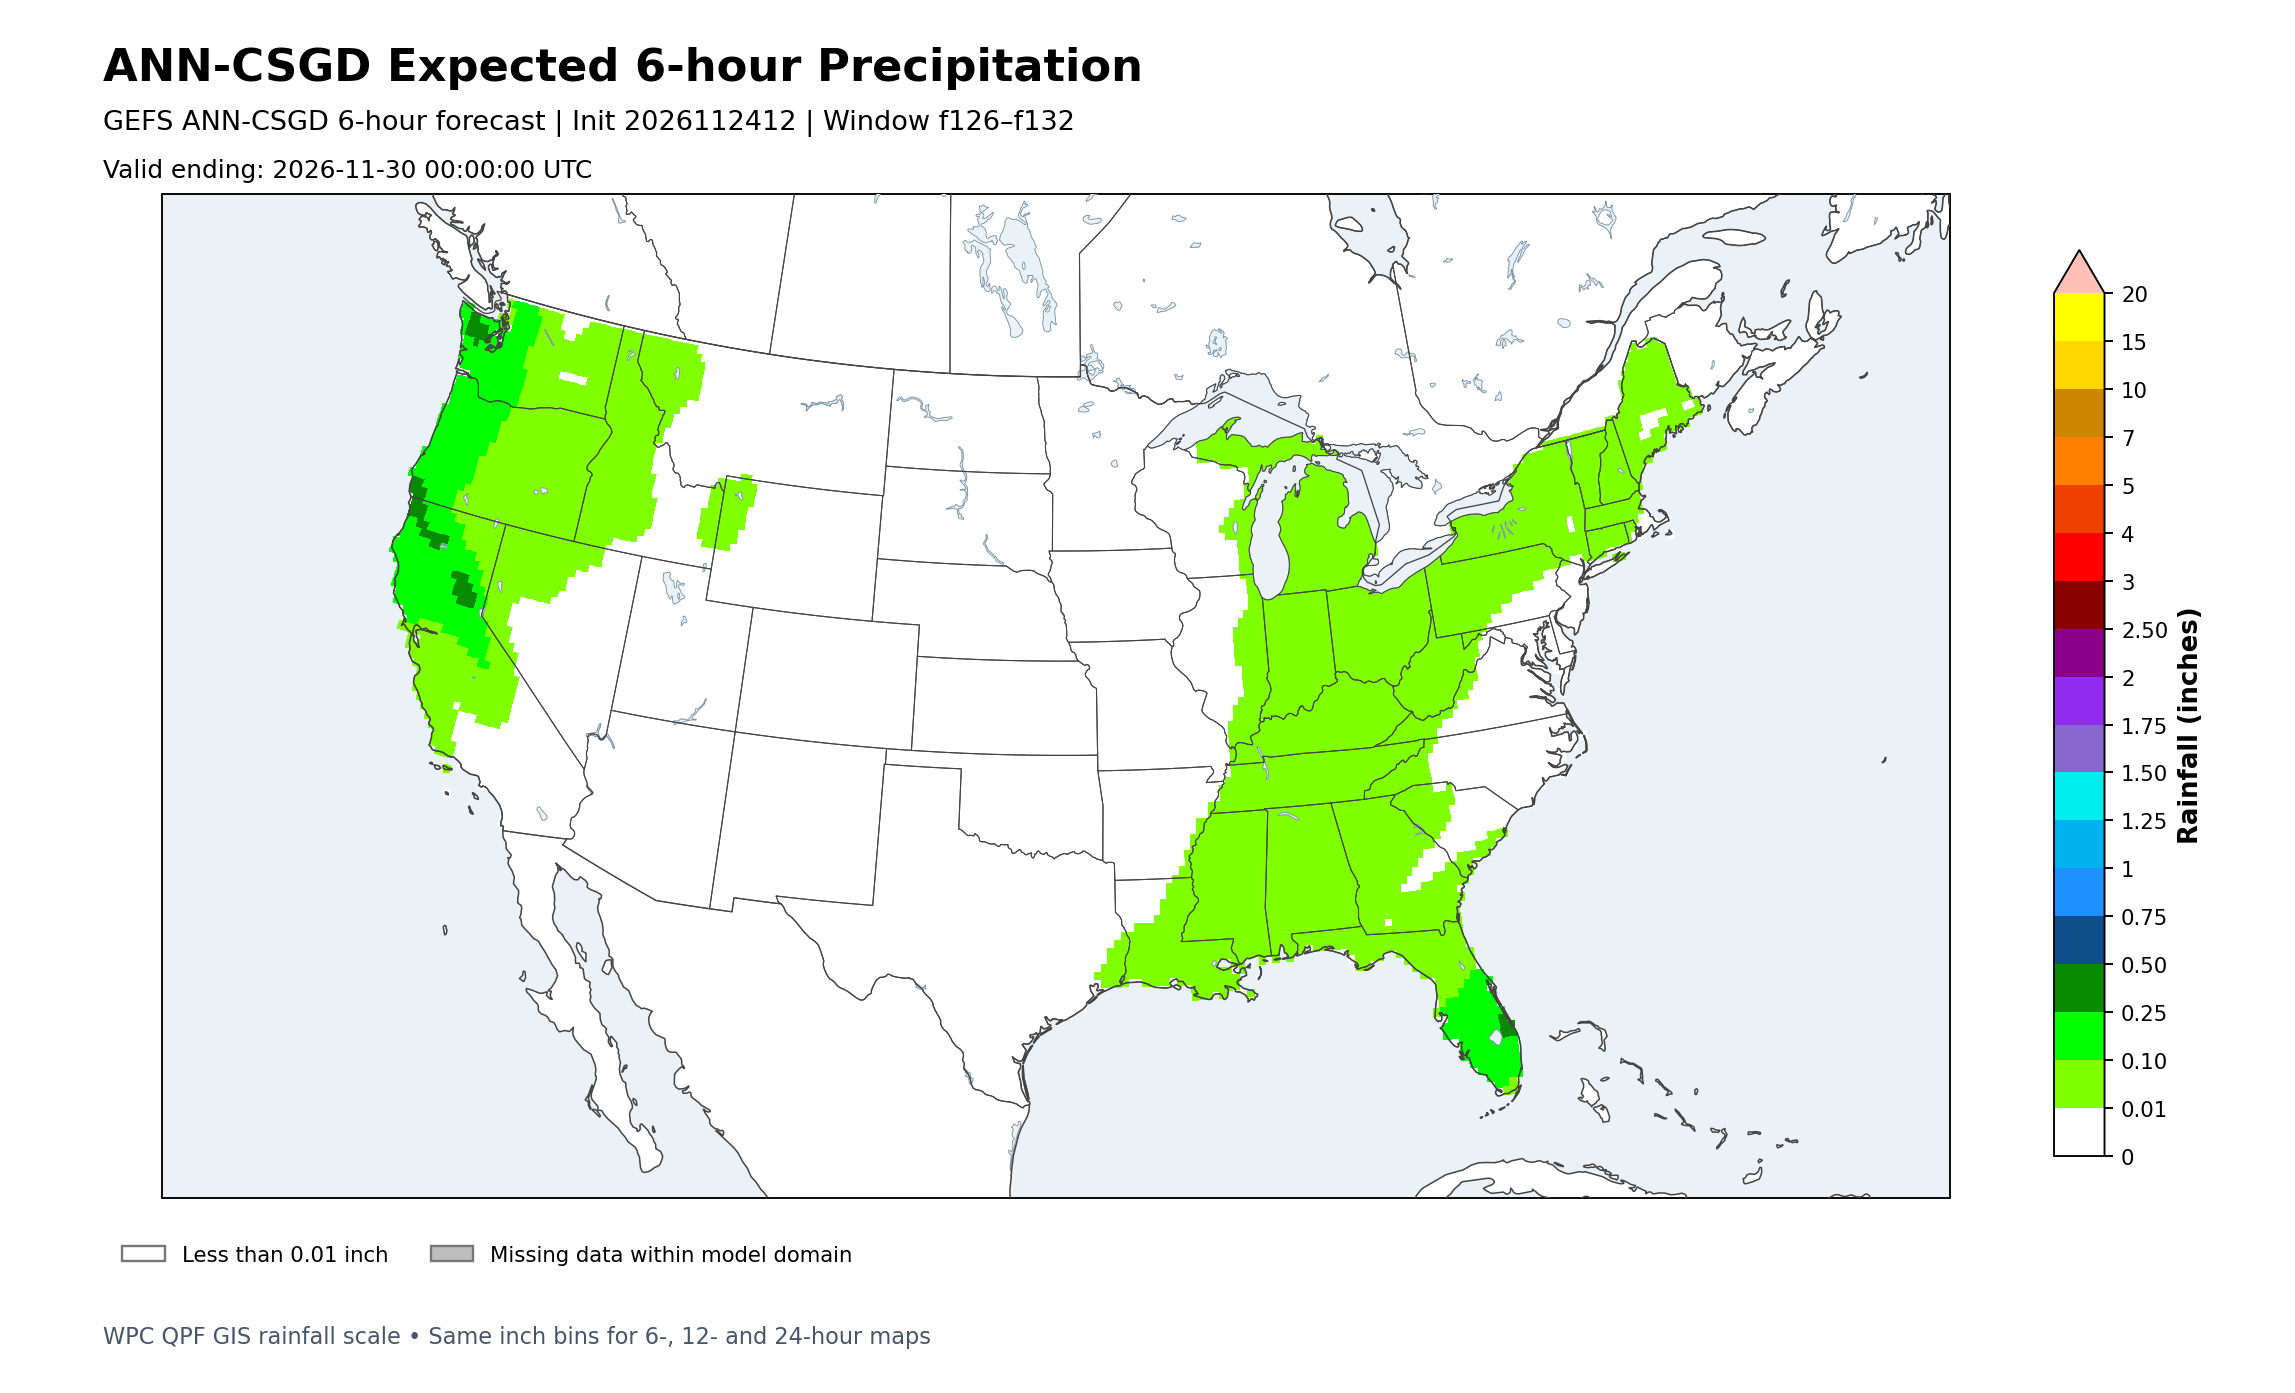 ANN-CSGD Expected 6-hour Precipitation
GEFS ANN-CSGD 6-hour forecast | Init 2026112412 | Window f126–f132
Valid ending: 2026-11-30 00:00:00 UTC
20
15
10
7
5
4
3
2.50
2
1.75
1.50
1.25
1
0.75
0.50
0.25
0.10
0.01
0
Rainfall (inches)
Less than 0.01 inch
Missing data within model domain
WPC QPF GIS rainfall scale • Same inch bins for 6-, 12- and 24-hour maps